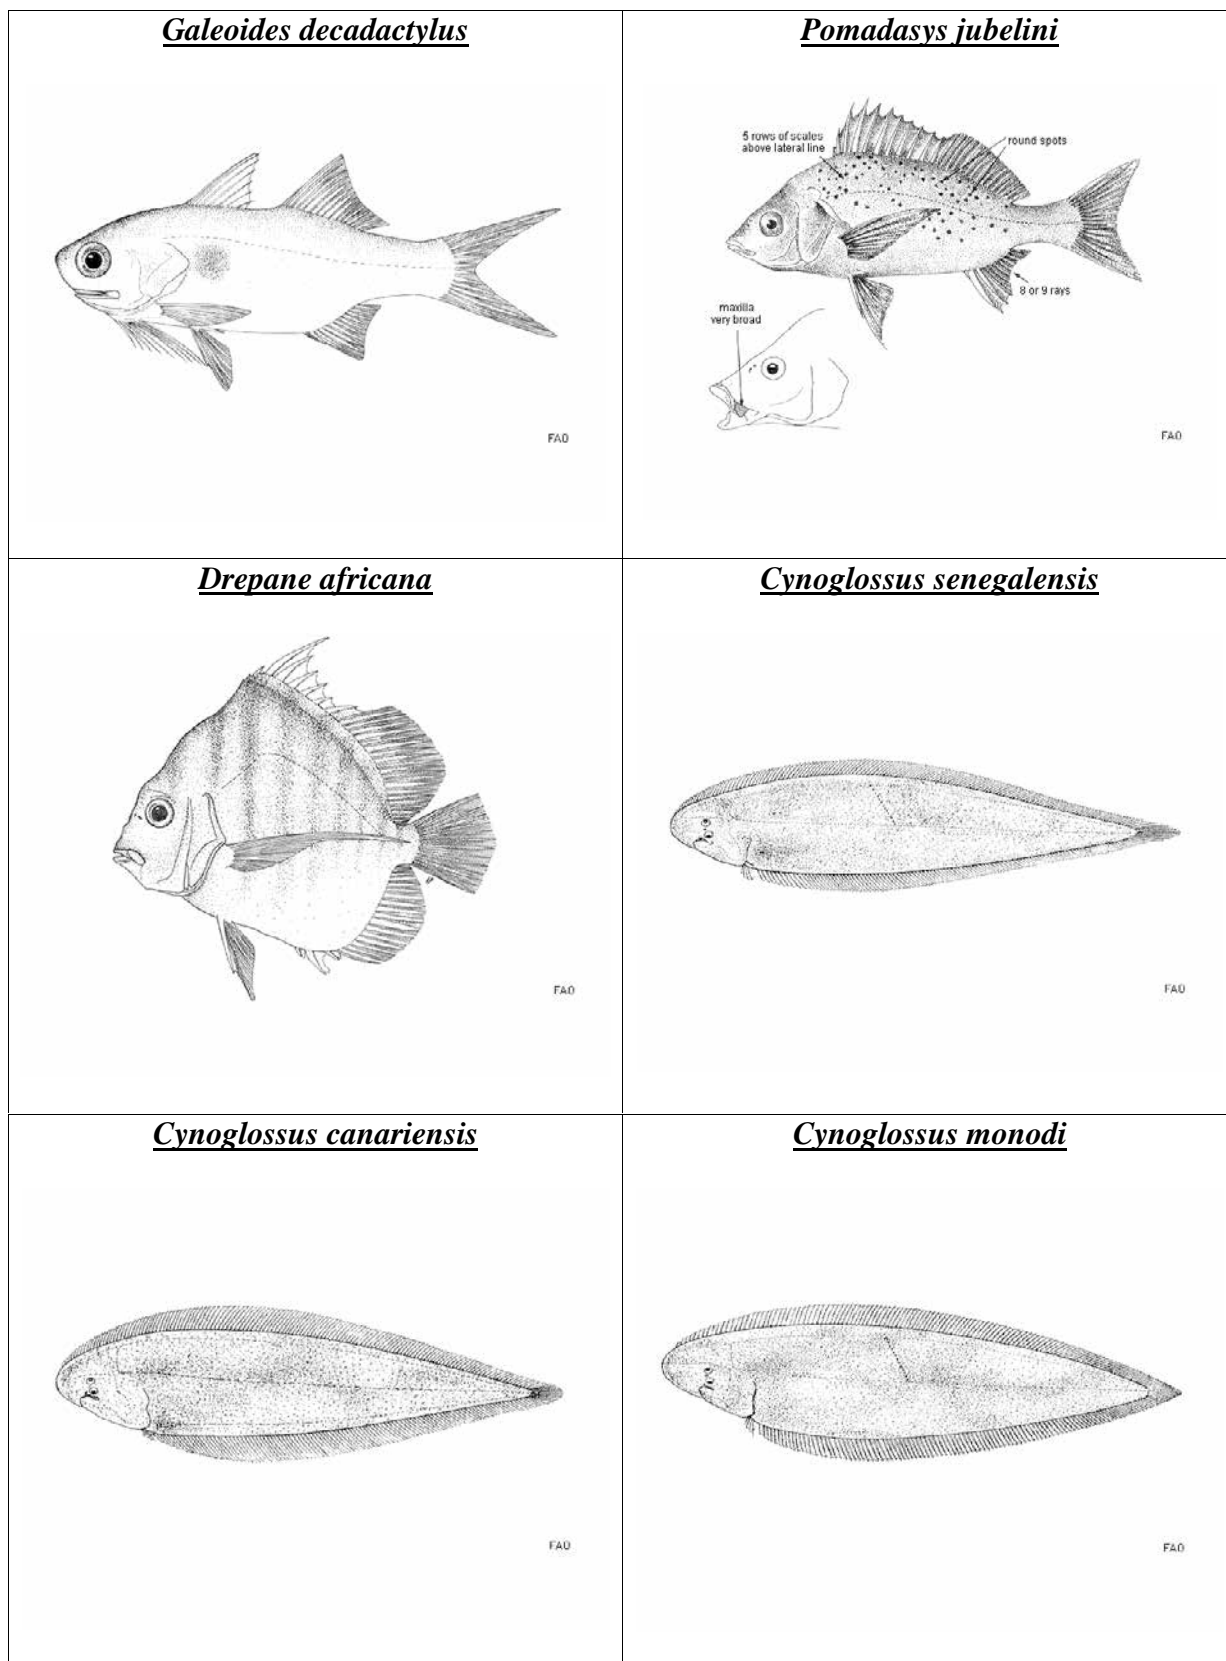 Galeoides decadactylus
FAO
Pomadasys jubelini
5 rows of scales
above lateral line
round spots
8 or 9 rays
maxilla
very broad
FAO
Drepane africana
FAO
Cynoglossus senegalensis
FAO
Cynoglossus canariensis
FAO
Cynoglossus monodi
FAO